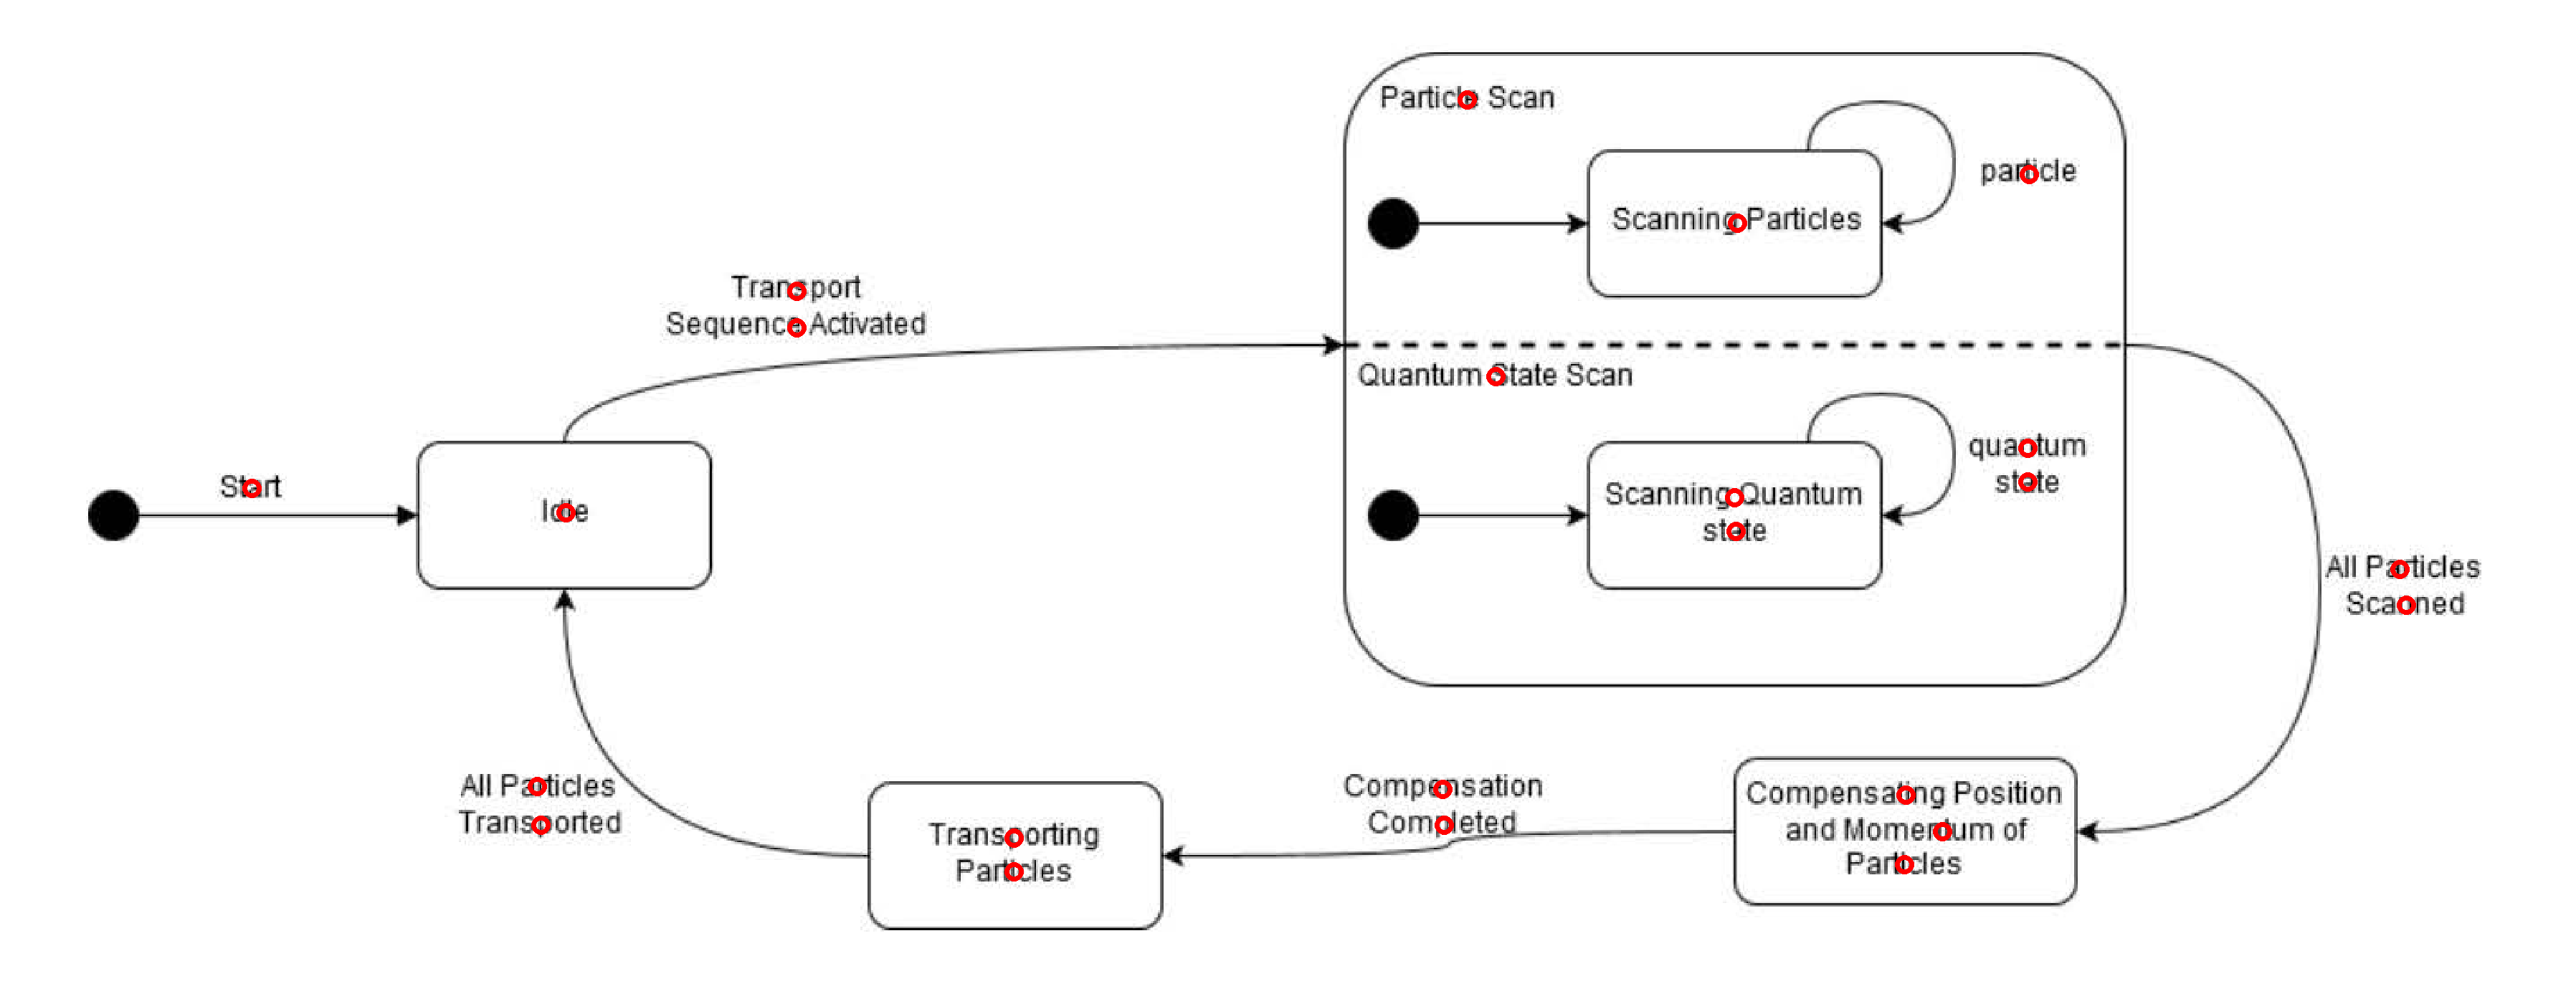 Particle Scan
particle
Scanning Particles
Transport
Sequence Activated
Quantum State Scan
quantum
state
Scanning Quantum
state
Start
Idle
All Particles
Scanned
All Particles
Transported
Transporting
Particles
Compensation
Completed
Compensating Position
and Momentum of
Particles